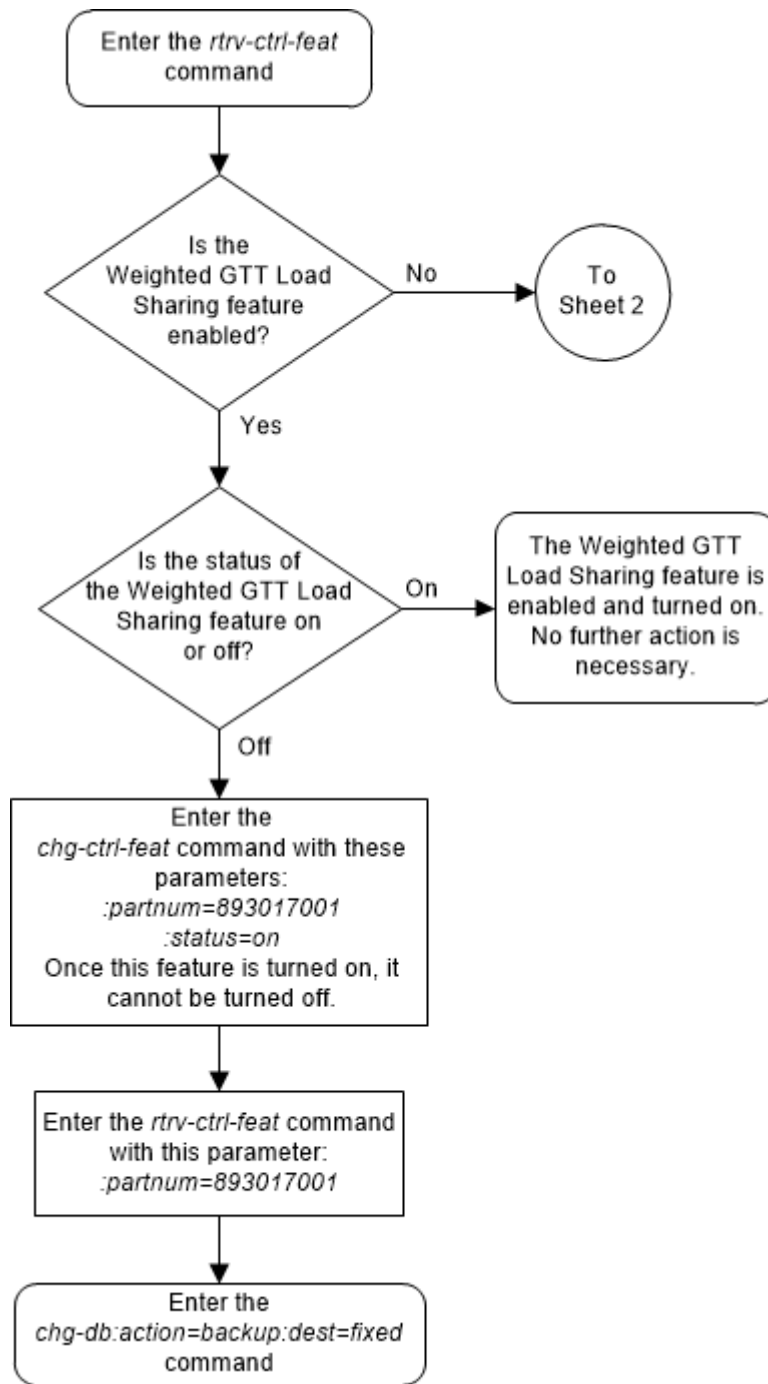 Enter the rtrv-ctrl-feat
command
Is the
Weighted GTT Load
Sharing feature
enabled?
No
To
Sheet 2
Yes
Is the status of
the Weighted GTT Load
Sharing feature on
or off?
On
The Weighted GTT
Load Sharing feature is
enabled and turned on.
No further action is
necessary.
Off
Enter the
chg-ctrl-feat command with these
parameters:
:partnum=893017001
:status=on
Once this feature is turned on, it
cannot be turned off.
Enter the rtrv-ctrl-feat command
with this parameter:
:partnum=893017001
Enter the
chg-db:action=backup:dest=fixed
command